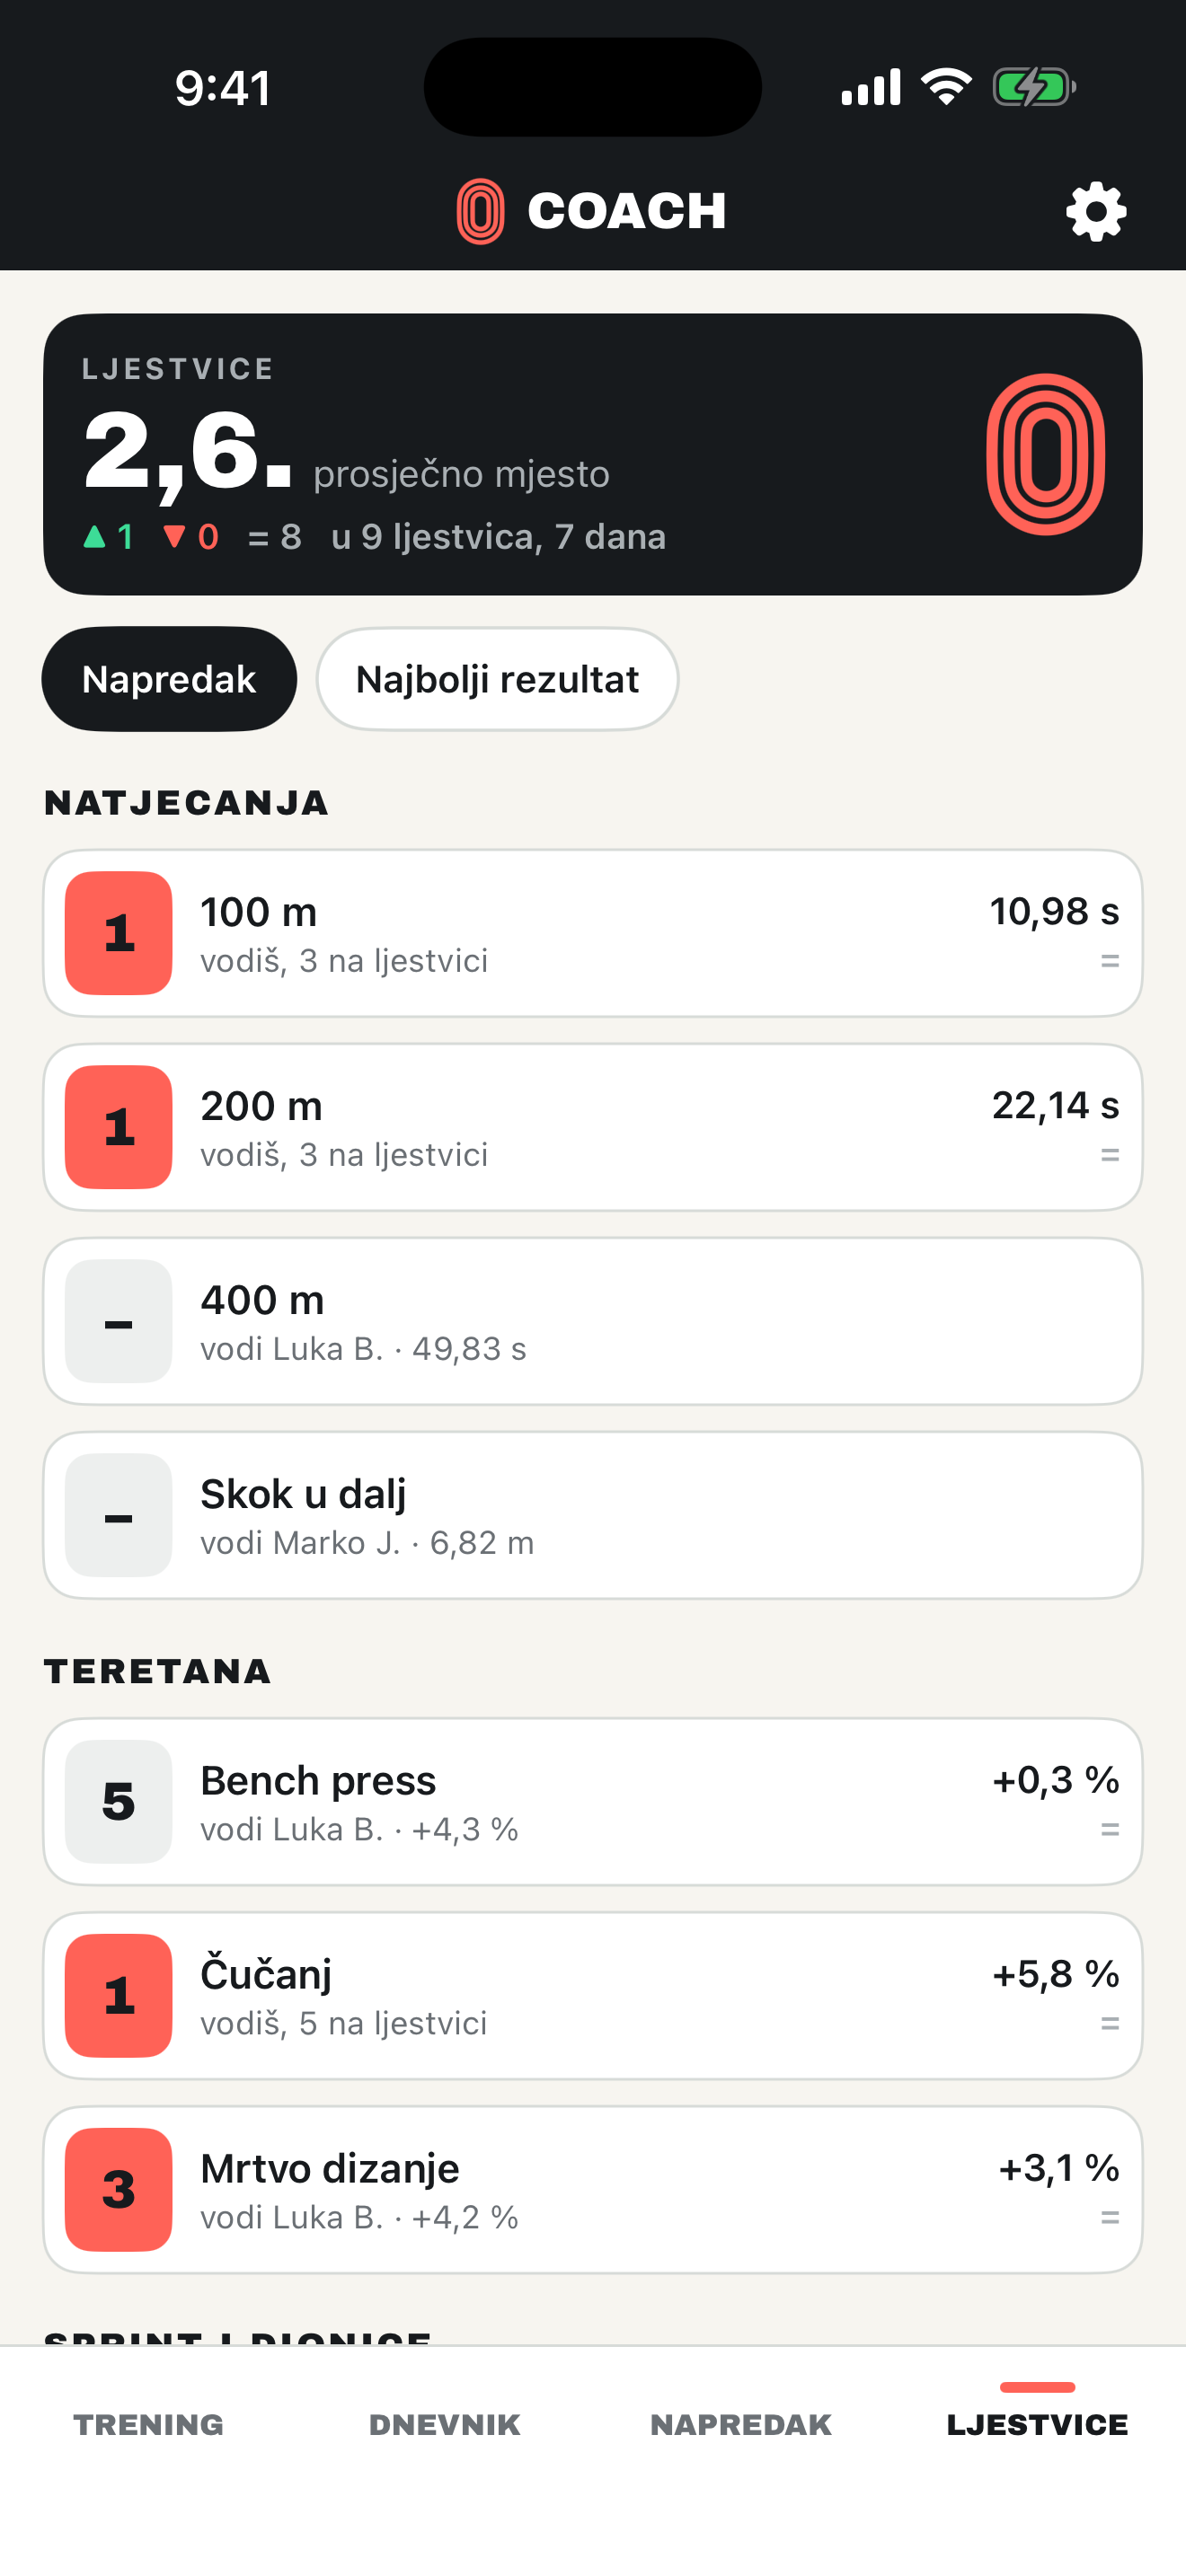 9:41
COACH
LJESTVICE
2,6. prosječno mjesto
▲ 1 ▼ 0 = 8 u 9 ljestvica, 7 dana
Napredak
Najbolji rezultat
NATJECANJA
1
100 m
10,98 s
vodiš, 3 na ljestvici
=
1
200 m
22,14 s
vodiš, 3 na ljestvici
=
–
400 m
vodi Luka B. · 49,83 s
–
Skok u dalj
vodi Marko J. · 6,82 m
TERETANA
5
Bench press
+0,3 %
vodi Luka B. · +4,3 %
=
1
Čučanj
+5,8 %
vodiš, 5 na ljestvici
=
3
Mrtvo dizanje
+3,1 %
vodi Luka B. · +4,2 %
=
SPRINT I DIONICE
TRENING
DNEVNIK
NAPREDAK
LJESTVICE